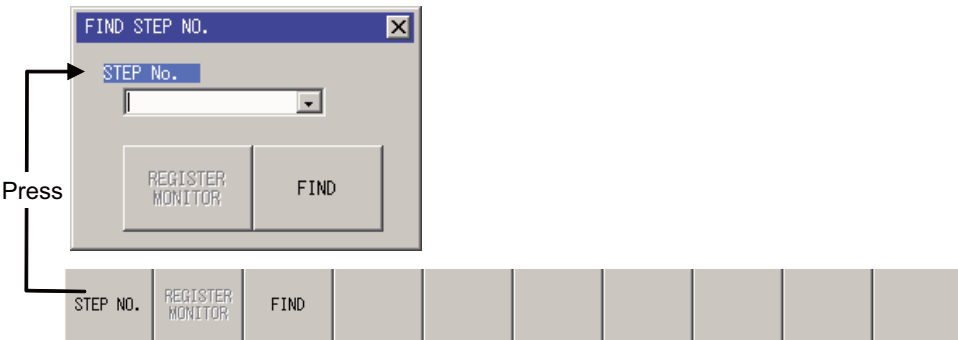 FIND STEP NO.
STEP No.
REGISTER
MONITOR
FIND
Press
STEP NO.
REGISTER
MONITOR
FIND